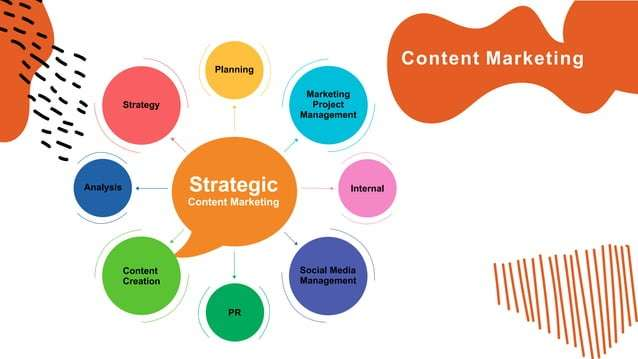 Content Marketing
Planning
Strategy
Marketing
Project
Management
Analysis
Strategic
Content Marketing
Internal
Content
Creation
Social Media
Management
PR